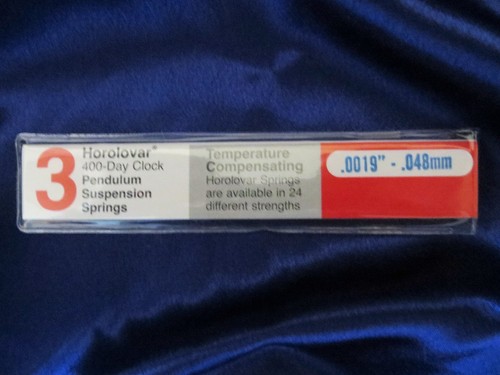 3
Horolovar®
400-Day Clock
Pendulum
Suspension
Springs
Temperature
Compensating
Horolovar Springs
are available in 24
different strengths
.0019" - .048mm